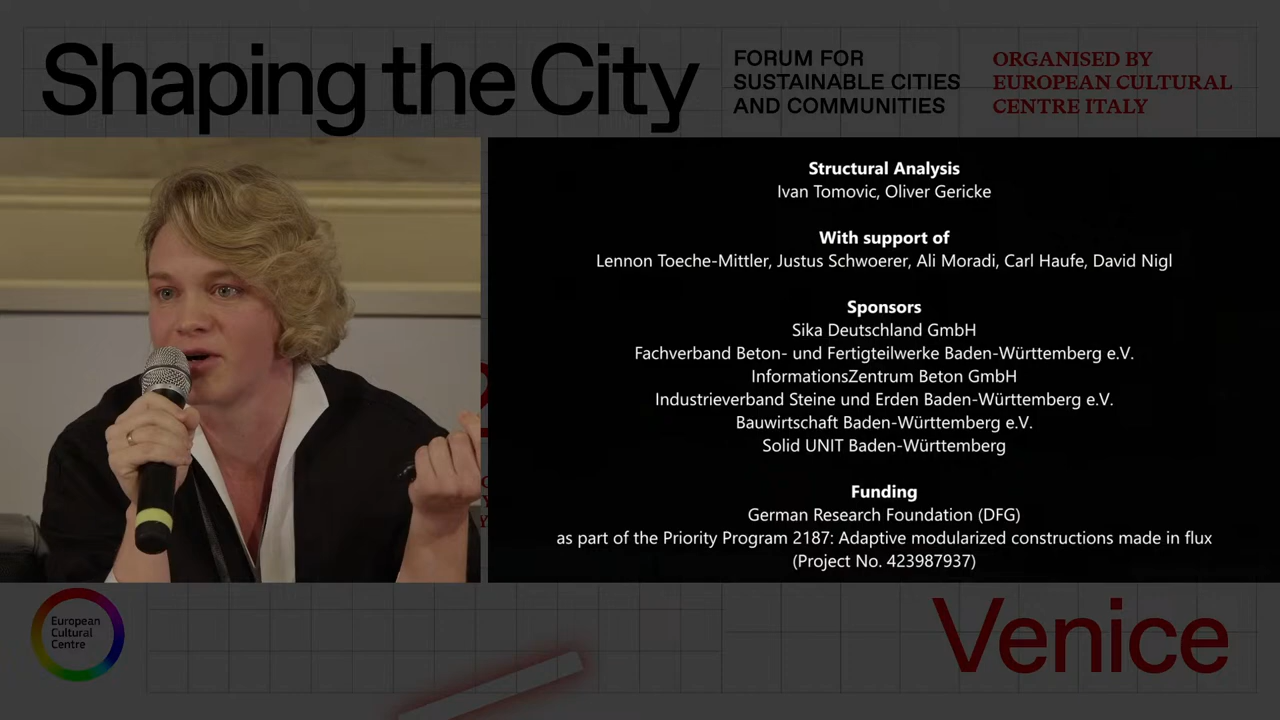 Shaping the City
FORUM FOR
SUSTAINABLE CITIES
AND COMMUNITIES
ORGANISED BY
EUROPEAN CULTURAL
CENTRE ITALY
Structural Analysis
Ivan Tomovic, Oliver Gericke
With support of
Lennon Toeche-Mittler, Justus Schwoerer, Ali Moradi, Carl Haufe, David Nigl
Sponsors
Sika Deutschland GmbH
Fachverband Beton- und Fertigteilwerke Baden-Württemberg e.V.
InformationsZentrum Beton GmbH
Industrieverband Steine und Erden Baden-Württemberg e.V.
Bauwirtschaft Baden-Württemberg e.V.
Solid UNIT Baden-Württemberg
Funding
German Research Foundation (DFG)
as part of the Priority Program 2187: Adaptive modularized constructions made in flux
(Project No. 423987937)
European
Cultural
Centre
Venice